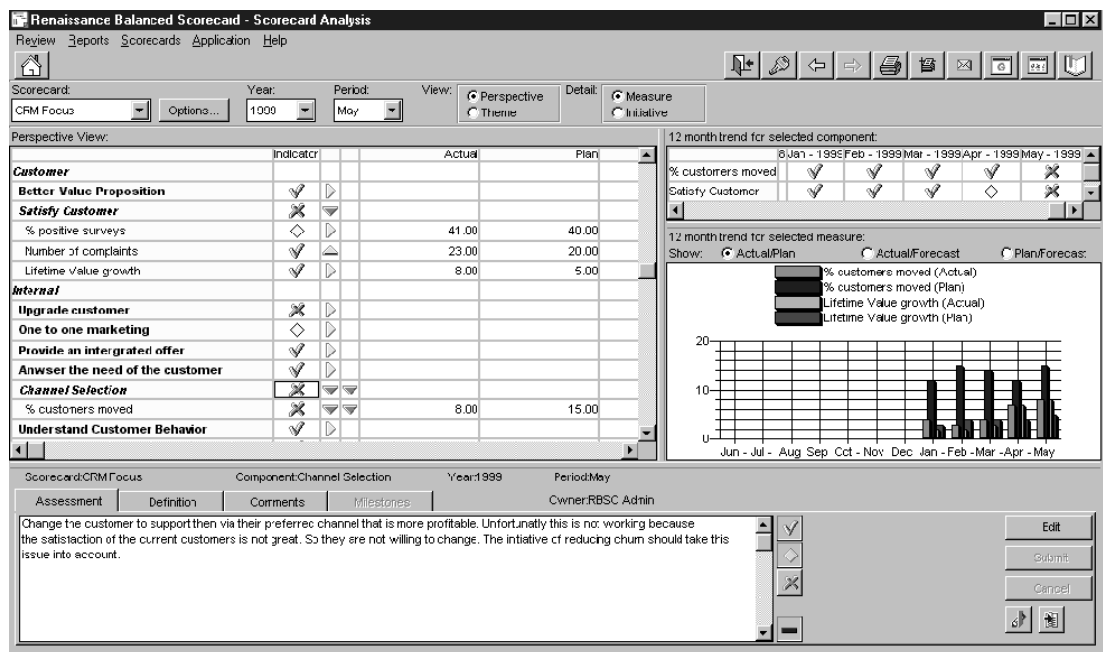 Renaissance Balanced Scorecard - Scorecard Analysis
Review Reports Scorecards Application Help
Scorecard: Year: Period: View: Perspective Detail: Measure
CRM Focus Options... 1999 May Theme Initiative
Perspective View:
Indicator Actual Plan
Customer
Better Value Proposition
Satisfy Customer
% positive surveys 41.00 40.00
Number of complaints 23.00 20.00
Lifetime Value growth 8.00 5.00
Internal
Upgrade customer
One to one marketing
Provide an intergrated offer
Anwser the need of the customer
Channel Selection
% customers moved 8.00 15.00
Understand Customer Behavior
12 month trend for selected component:
8 Jan - 1999 Feb - 1999 Mar - 1999 Apr - 1999 May - 1999
% customers moved
Satisfy Customer
12 month trend for selected measure:
Show: Actual/Plan Actual/Forecast Plan/Forecast
% customers moved (Actual)
% customers moved (Plan)
Lifetime Value growth (Actual)
Lifetime Value growth (Plan)
20
10
0
Jun - Jul - Aug Sep Oct - Nov Dec Jan - Feb - Mar - Apr - May
Scorecard:CRM Focus Component:Channel Selection Year:1999 Period:May
Assessment Definition Comments Milestones Owner:RBSC Admin
Change the customer to support then via their preferred channel that is more profitable. Unfortunatly this is not working because
the satistaction of the current customers is not great. So they are not willing to change. The intiative of reducing churn should take this
issue into account.
Edit
Submit
Cancel